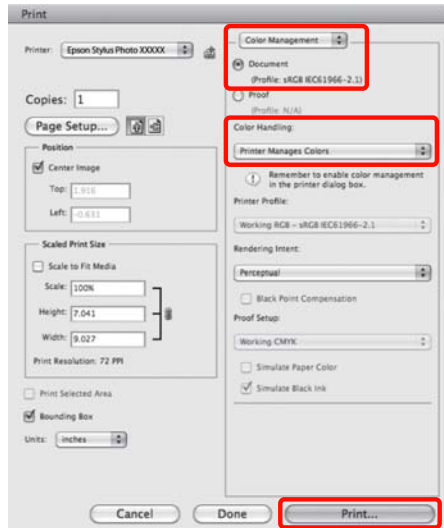 Print
Printer: Epson Stylus Photo XXXXX
Copies: 1
Page Setup...
Position
Center Image
Top: 1.916
Left: -0.631
Scaled Print Size
Scale to Fit Media
Scale: 100%
Height: 7.041
Width: 9.027
Print Resolution: 72 PPI
Print Selected Area
Bounding Box
Units: inches
Color Management
Document
(Profile: sRGB IEC61966-2.1)
Proof
(Profile: N/A)
Color Handling:
Printer Manages Colors
Remember to enable color management
in the printer dialog box.
Printer Profile:
Working RGB - sRGB IEC61966-2.1
Rendering Intent:
Perceptual
Black Point Compensation
Proof Setup:
Working CMYK
Simulate Paper Color
Simulate Black Ink
Cancel
Done
Print...